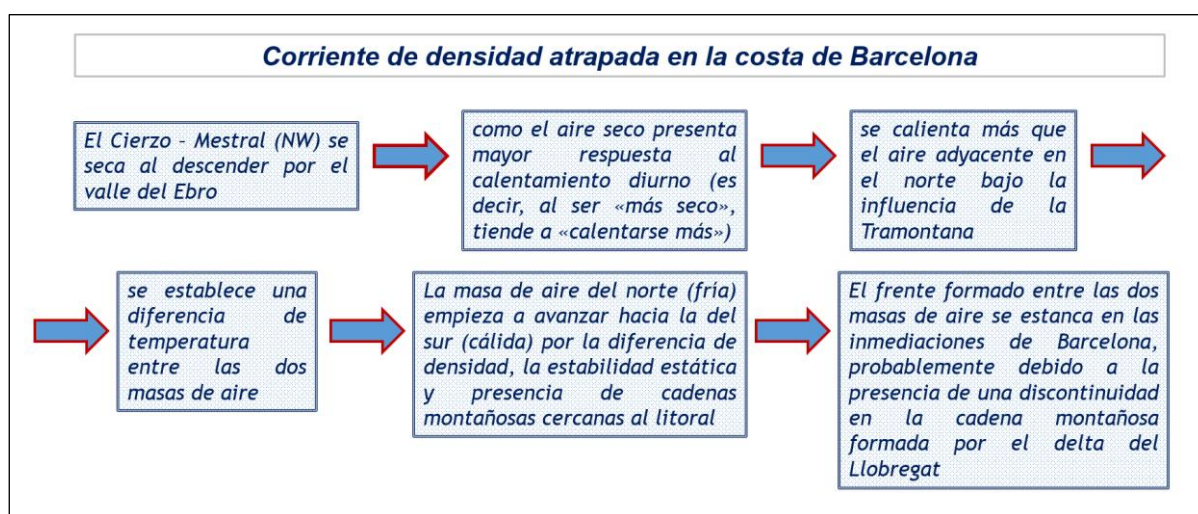 Corriente de densidad atrapada en la costa de Barcelona
El Cierzo - Mestral (NW) se
seca al descender por el
valle del Ebro
como el aire seco presenta
mayor respuesta al
calentamiento diurno (es
decir, al ser «más seco»,
tiende a «calentarse más»)
se calienta más que
el aire adyacente en
el norte bajo la
influencia de la
Tramontana
se establece una
diferencia de
temperatura
entre las dos
masas de aire
La masa de aire del norte (fría)
empieza a avanzar hacia la del
sur (cálida) por la diferencia de
densidad, la estabilidad estática
y presencia de cadenas
montañosas cercanas al litoral
El frente formado entre las dos
masas de aire se estanca en las
inmediaciones de Barcelona,
probablemente debido a la
presencia de una discontinuidad
en la cadena montañosa
formada por el delta del
Llobregat